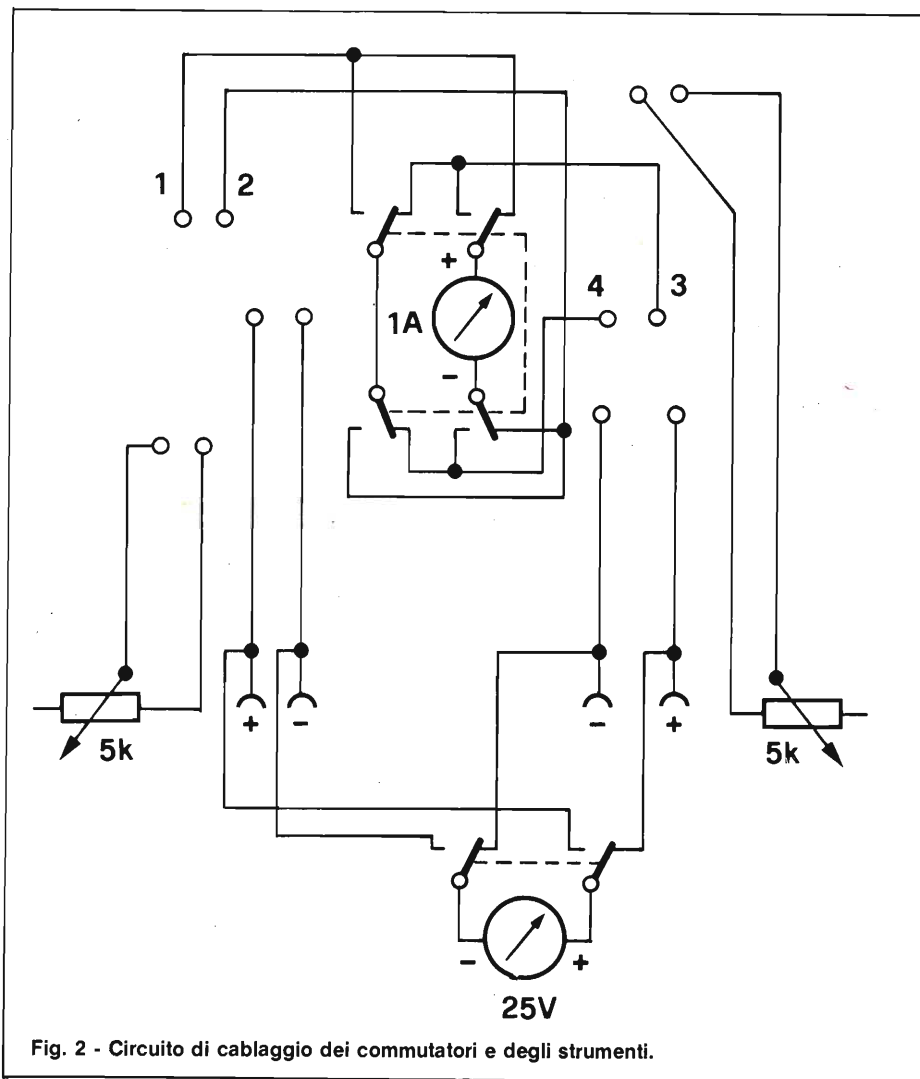 1
2
+
1A
-
4
3
5k
+
-
-
+
5k
-
+
25V
Fig. 2 - Circuito di cablaggio dei commutatori e degli strumenti.